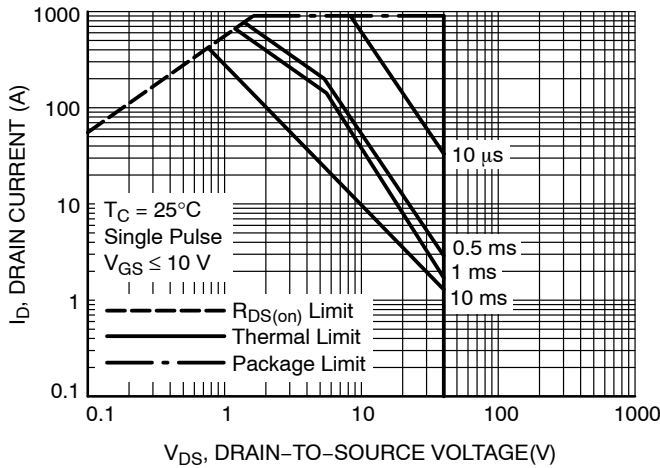 1000
100
10
1
0.1
I_D, DRAIN CURRENT (A)
T_C = 25°C
Single Pulse
V_GS ≤ 10 V
R_DS(on) Limit
Thermal Limit
Package Limit
10 µs
0.5 ms
1 ms
10 ms
0.1 1 10 100 1000
V_DS, DRAIN−TO−SOURCE VOLTAGE(V)